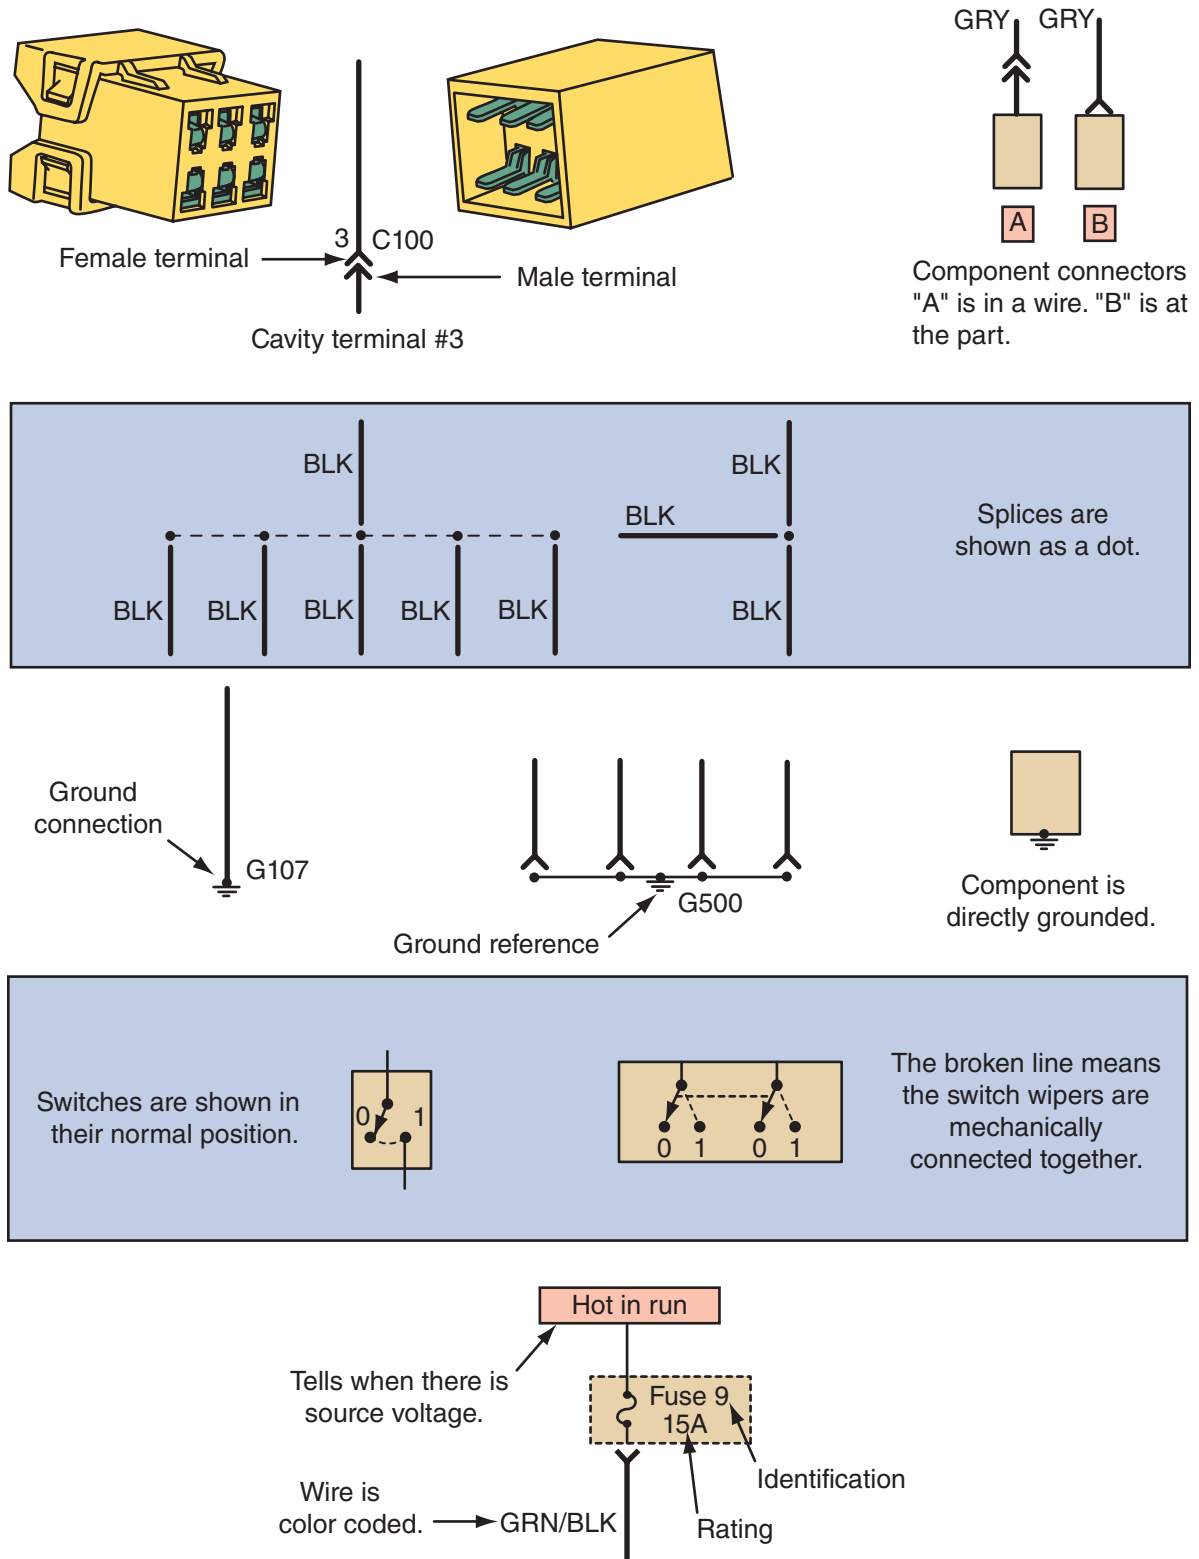 GRY GRY
3 C100
Female terminal
Male terminal
Cavity terminal #3
A B
Component connectors
"A" is in a wire. "B" is at
the part.
BLK BLK
BLK
BLK BLK BLK BLK BLK BLK
Splices are
shown as a dot.
Ground
connection
G107
G500
Ground reference
Component is
directly grounded.
Switches are shown in
their normal position.
0 1
0 1 0 1
The broken line means
the switch wipers are
mechanically
connected together.
Hot in run
Tells when there is
source voltage.
Fuse 9
15A
Identification
Rating
Wire is
color coded.
GRN/BLK